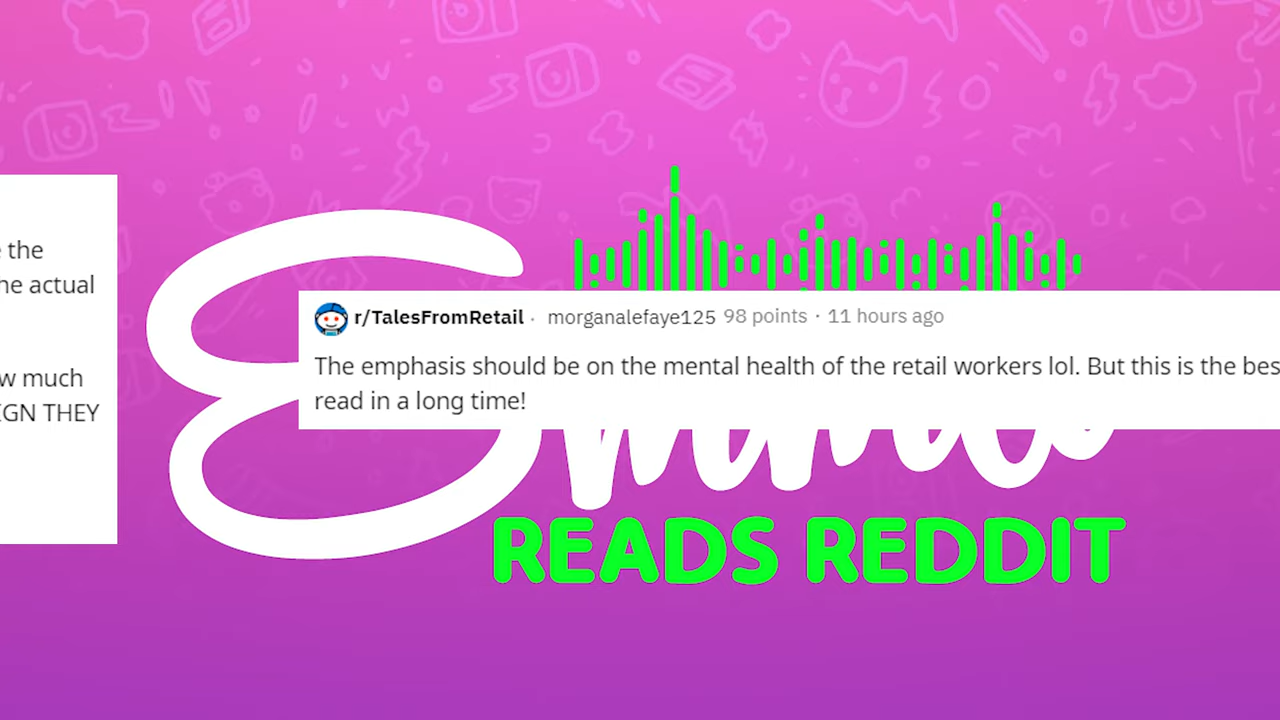 the
he actual
w much
GN THEY
r/TalesFromRetail · morganalefaye125 98 points · 11 hours ago
The emphasis should be on the mental health of the retail workers lol. But this is the bes
read in a long time!
READS REDDIT